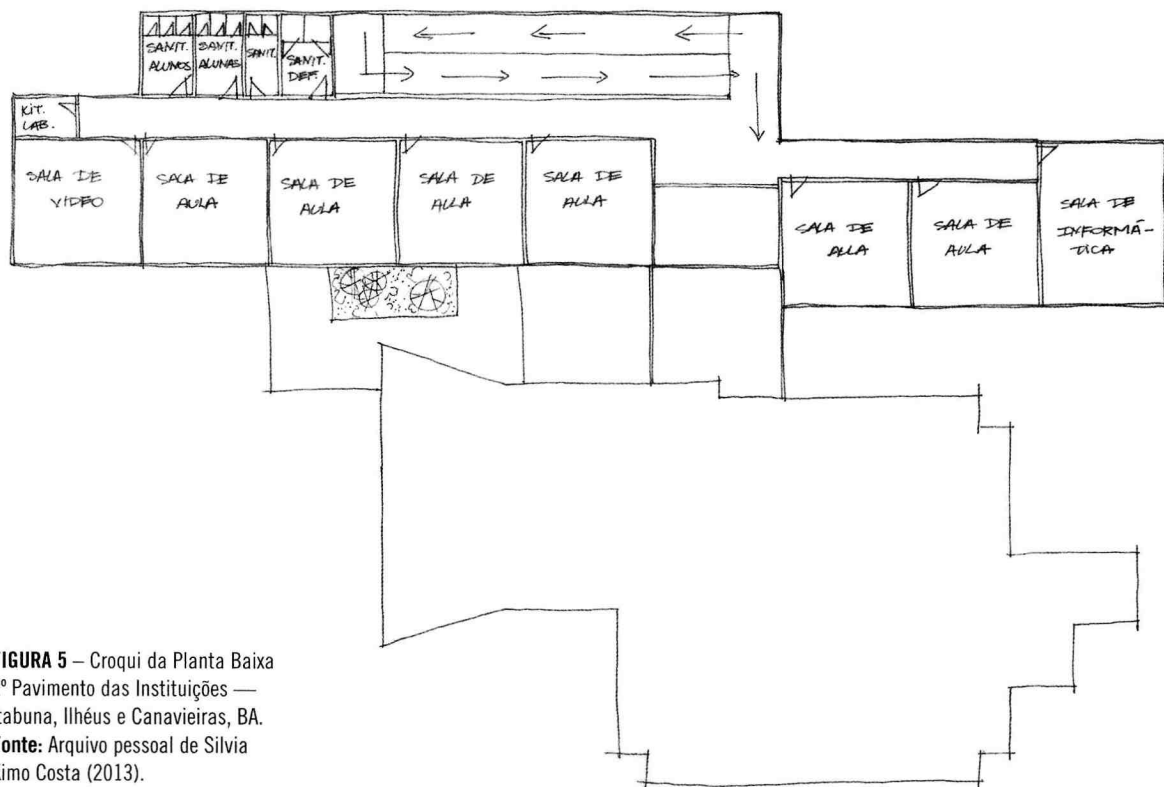 SANIT.
ALUNOS
SANIT.
ALUNAS
SANIT.
SANIT.
DEF.
KIT.
LAB.
SALA DE
VIDEO
SALA DE
AULA
SALA DE
AULA
SALA DE
AULA
SALA DE
AULA
SALA DE
AULA
SALA DE
AULA
SALA DE
INFORMÁ-
TICA
FIGURA 5 – Croqui da Planta Baixa
º Pavimento das Instituições —
tabuna, Ilhéus e Canavieiras, BA.
onte: Arquivo pessoal de Silvia
imo Costa (2013).